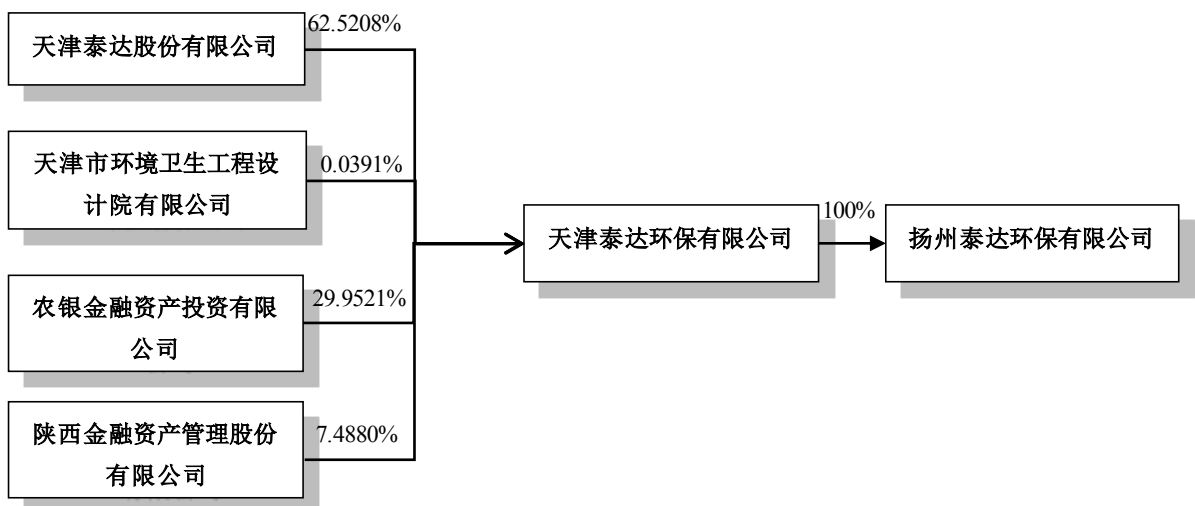 62.5208%
天津泰达股份有限公司
天津市环境卫生工程设
计院有限公司
0.0391%
天津泰达环保有限公司
100%
扬州泰达环保有限公司
农银金融资产投资有限
公司
29.9521%
陕西金融资产管理股份
有限公司
7.4880%